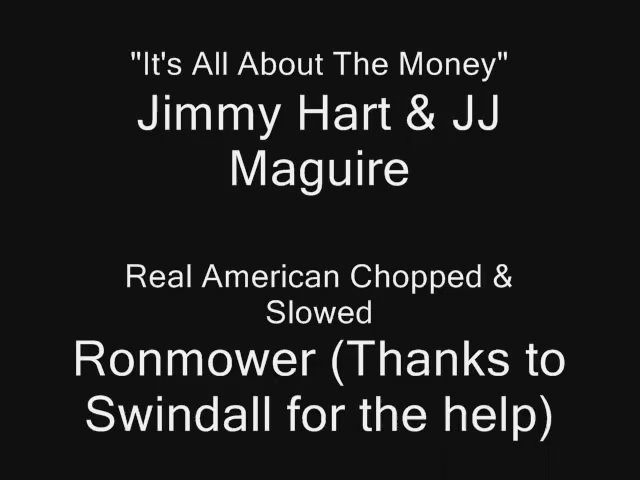 "It's All About The Money"
Jimmy Hart & JJ
Maguire
Real American Chopped &
Slowed
Ronmower (Thanks to
Swindall for the help)